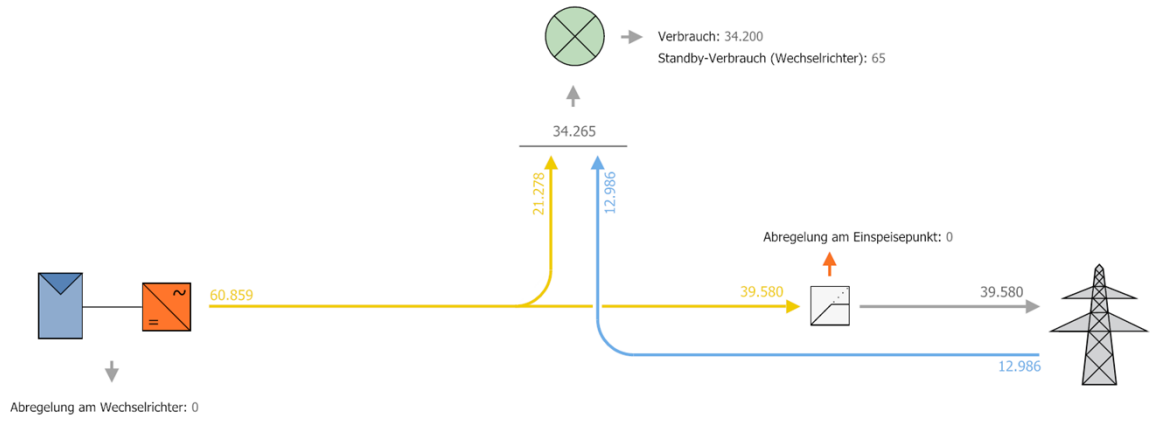 Verbrauch: 34.200
Standby-Verbrauch (Wechselrichter): 65
34.265
21.278
12.986
Abregelung am Einspeisepunkt: 0
60.859
39.580
39.580
12.986
Abregelung am Wechselrichter: 0